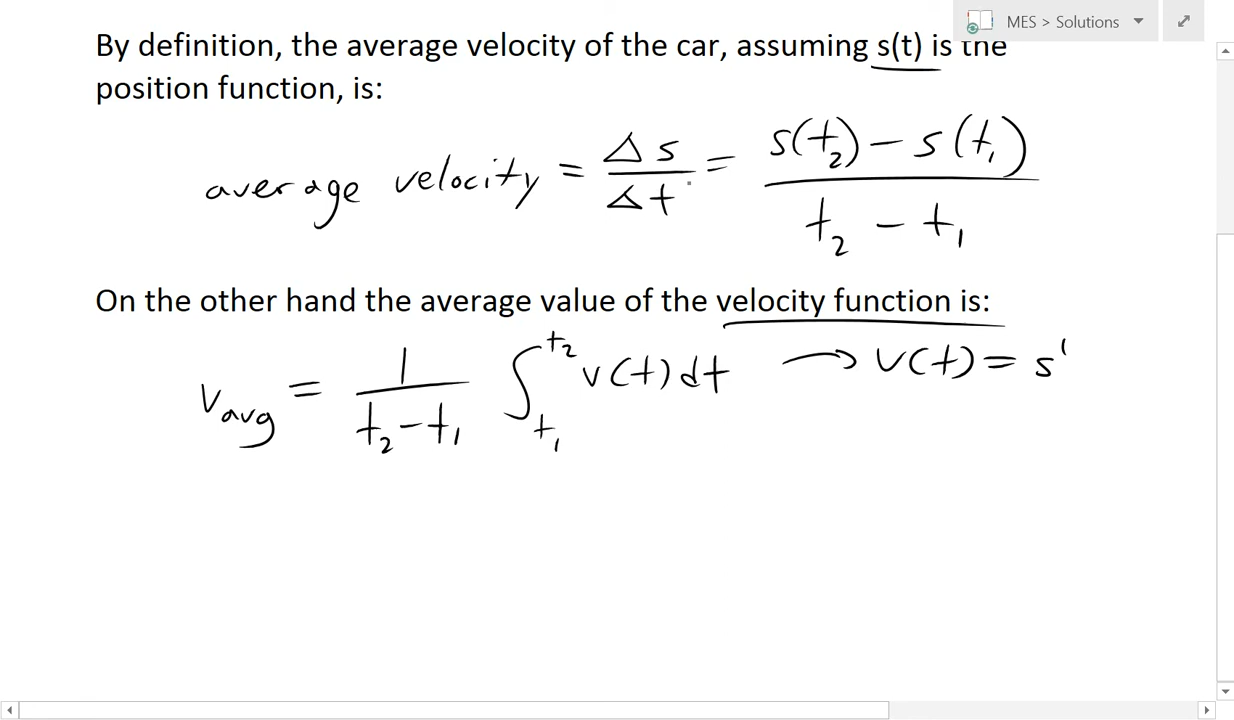 MES > Solutions
By definition, the average velocity of the car, assuming s(t) is the
position function, is:
average velocity = Δs/Δt = (s(t₂) − s(t₁))/(t₂ − t₁)
On the other hand the average value of the velocity function is:
v_avg = 1/(t₂ − t₁) ∫_{t₁}^{t₂} v(t) dt → v(t) = s'